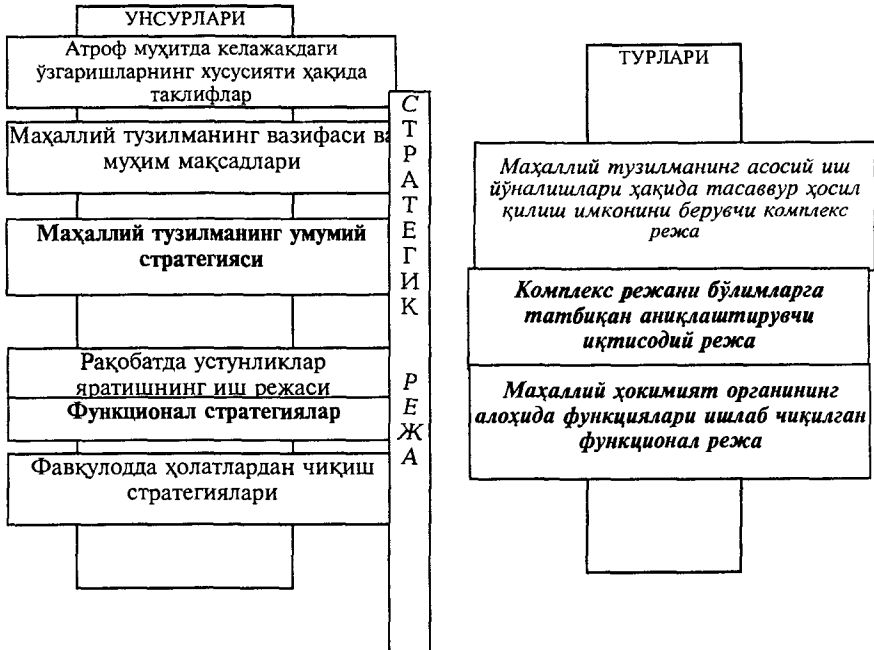 УНСУРЛАРИ
Атроф муҳитда келажакдаги
ўзгаришларнинг хусусияти ҳақида
таклифлар
Маҳаллий тузилманинг вазифаси ва
муҳим мақсадлари
Маҳаллий тузилманинг умумий
стратегияси
Рақобатда устунликлар
яратишнинг иш режаси
Функционал стратегиялар
Фавқулодда ҳолатлардан чиқиш
стратегиялари
СТРАТЕГИК РЕЖА
ТУРЛАРИ
Маҳаллий тузилманинг асосий иш
йўналишлари ҳақида тасаввур ҳосил
қилиш имконини берувчи комплекс
режа
Комплекс режани бўлимларга
татбиқан аниқлаштирувчи
иқтисодий режа
Маҳаллий ҳокимият органининг
алоҳида функциялари ишлаб чиқилган
функционал режа